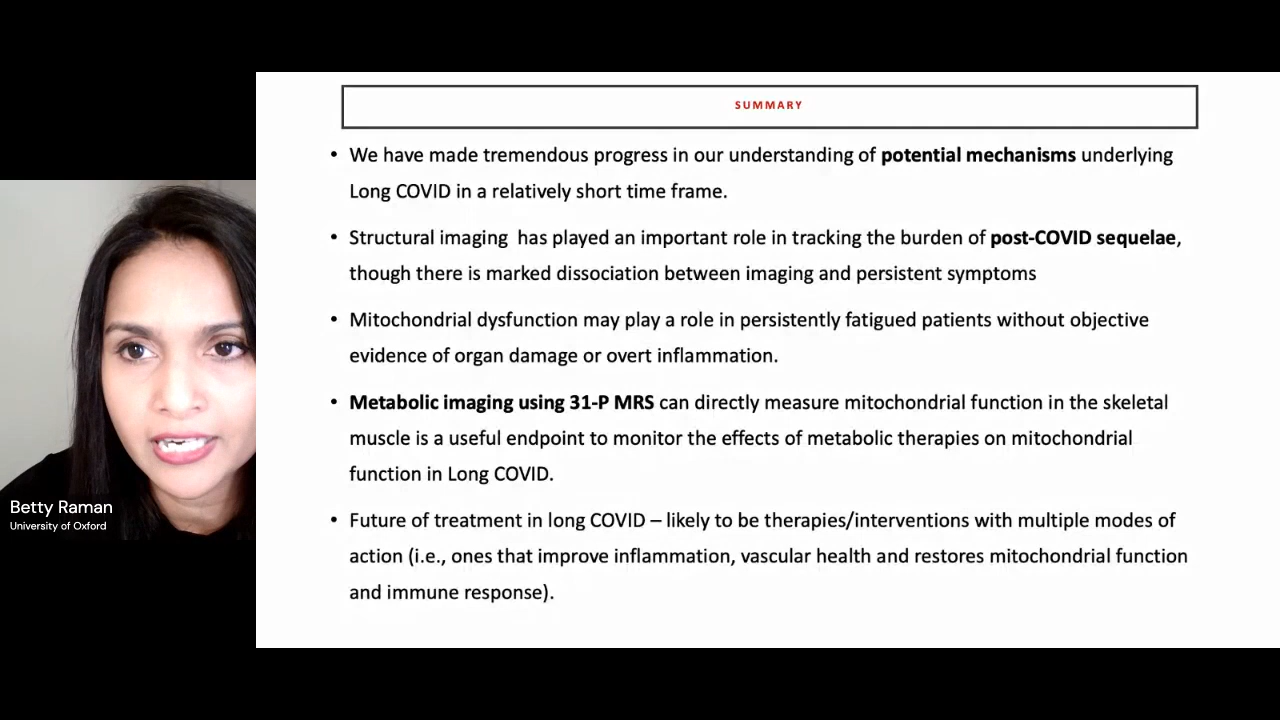 SUMMARY
• We have made tremendous progress in our understanding of potential mechanisms underlying
Long COVID in a relatively short time frame.
• Structural imaging has played an important role in tracking the burden of post-COVID sequelae,
though there is marked dissociation between imaging and persistent symptoms
• Mitochondrial dysfunction may play a role in persistently fatigued patients without objective
evidence of organ damage or overt inflammation.
• Metabolic imaging using 31-P MRS can directly measure mitochondrial function in the skeletal
muscle is a useful endpoint to monitor the effects of metabolic therapies on mitochondrial
function in Long COVID.
• Future of treatment in long COVID – likely to be therapies/interventions with multiple modes of
action (i.e., ones that improve inflammation, vascular health and restores mitochondrial function
and immune response).
Betty Raman
University of Oxford